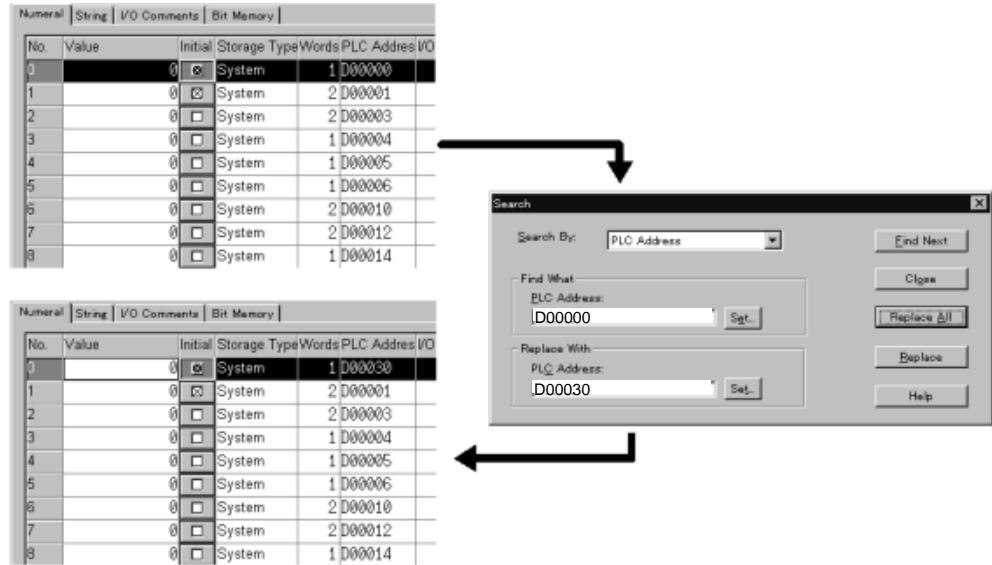 Numeral String I/O Comments Bit Memory
No. Value Initial Storage Type Words PLC Addres I/O
0 0 System 1 D00000
1 0 System 2 D00001
2 0 System 2 D00003
3 0 System 1 D00004
4 0 System 1 D00005
5 0 System 1 D00006
6 0 System 2 D00010
7 0 System 2 D00012
8 0 System 1 D00014
Search
Search By: PLC Address Find Next
Close
Find What
PLC Address:
D00000 Set...
Replace All
Replace With
PLC Address:
D00030 Set...
Replace
Help
Numeral String I/O Comments Bit Memory
No. Value Initial Storage Type Words PLC Addres I/O
0 0 System 1 D00030
1 0 System 2 D00001
2 0 System 2 D00003
3 0 System 1 D00004
4 0 System 1 D00005
5 0 System 1 D00006
6 0 System 2 D00010
7 0 System 2 D00012
8 0 System 1 D00014